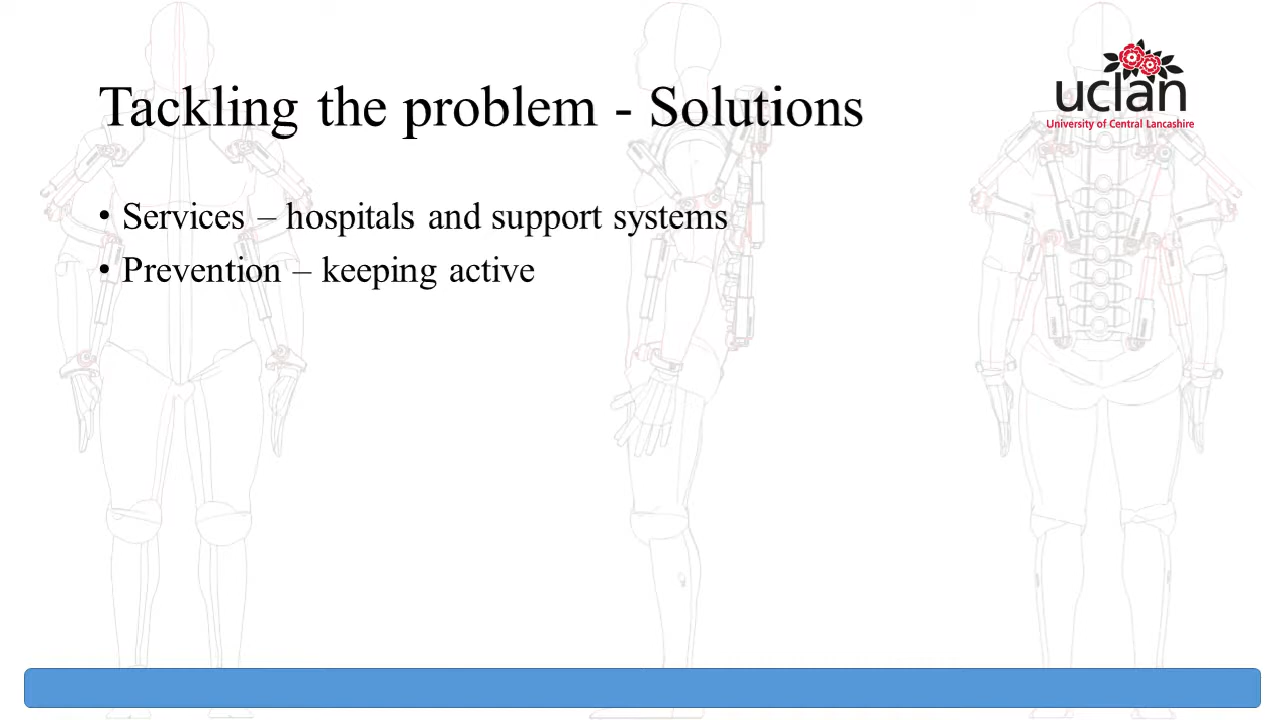 Tackling the problem - Solutions
uclan
University of Central Lancashire
• Services – hospitals and support systems
• Prevention – keeping active